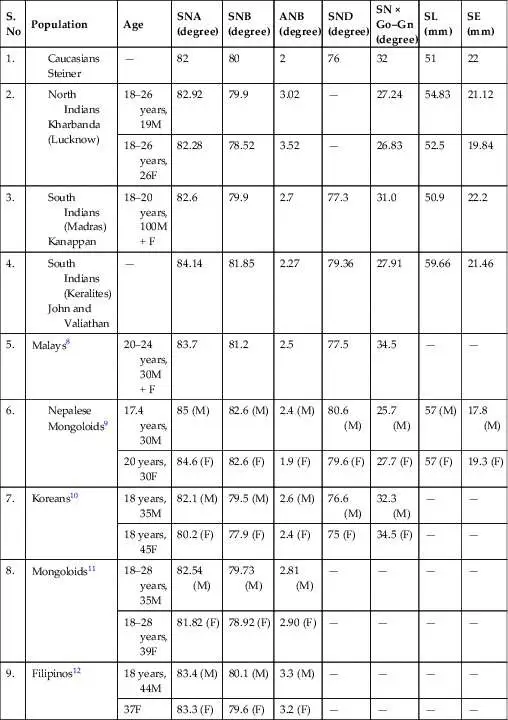 S. No Population Age SNA (degree) SNB (degree) ANB (degree) SND (degree) SN × Go–Gn (degree) SL (mm) SE (mm)
1. Caucasians — 82 80 2 76 32 51 22
Steiner
2. North 18–26 82.92 79.9 3.02 — 27.24 54.83 21.12
Indians years,
Kharbanda 19M
(Lucknow)
18–26 82.28 78.52 3.52 — 26.83 52.5 19.84
years,
26F
3. South 18–20 82.6 79.9 2.7 77.3 31.0 50.9 22.2
Indians years,
(Madras) 100M
Kanappan + F
4. South — 84.14 81.85 2.27 79.36 27.91 59.66 21.46
Indians
(Keralites)
John and
Valiathan
5. Malays8 20–24 83.7 81.2 2.5 77.5 34.5 — —
years,
30M
+ F
6. Nepalese 17.4 85 (M) 82.6 (M) 2.4 (M) 80.6 25.7 57 (M) 17.8
Mongoloids9 years, (M) (M) (M)
30M
20 years, 84.6 (F) 82.6 (F) 1.9 (F) 79.6 (F) 27.7 (F) 57 (F) 19.3 (F)
30F
7. Koreans10 18 years, 82.1 (M) 79.5 (M) 2.6 (M) 76.6 32.3 — —
35M (M) (M)
18 years, 80.2 (F) 77.9 (F) 2.4 (F) 75 (F) 34.5 (F) — —
45F
8. Mongoloids11 18–28 82.54 79.73 2.81 — — — —
years, (M) (M) (M)
35M
18–28 81.82 (F) 78.92 (F) 2.90 (F) — — — —
years,
39F
9. Filipinos12 18 years, 83.4 (M) 80.1 (M) 3.3 (M) — — — —
44M
37F 83.3 (F) 79.6 (F) 3.2 (F) — — — —